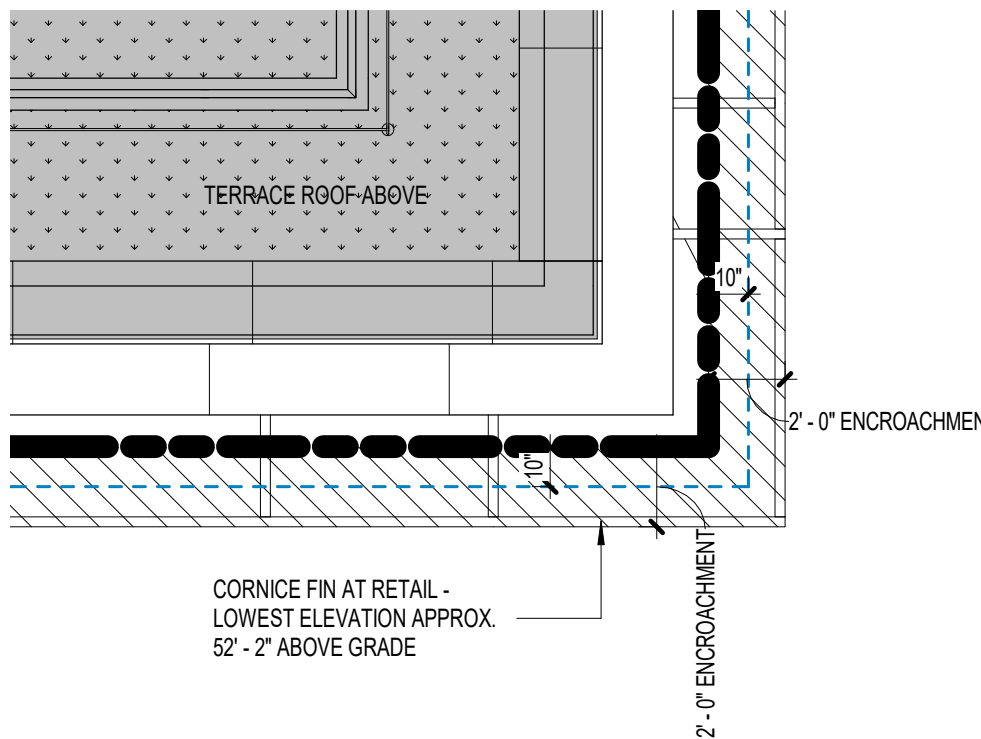 TERRACE ROOF ABOVE
10"
2' - 0" ENCROACHMEN
10"
2' - 0" ENCROACHMENT
CORNICE FIN AT RETAIL -
LOWEST ELEVATION APPROX.
52' - 2" ABOVE GRADE